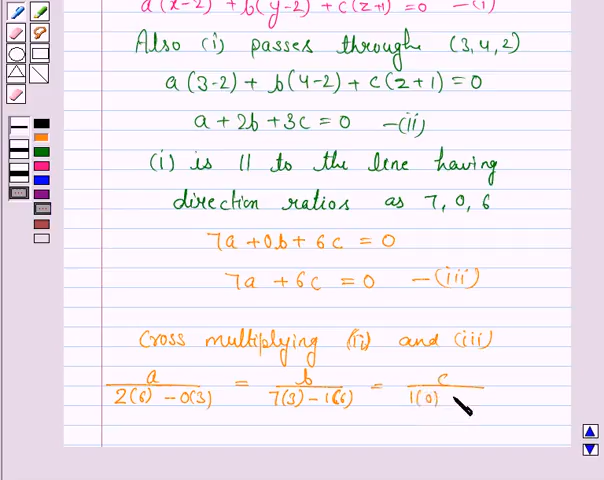 a(x-2) + b(y-2) + c(z+1) = 0 —(i)
Also (i) passes through (3,4,2)
a(3-2) + b(4-2) + c(2+1) = 0
a + 2b + 3c = 0 —(ii)
(i) is || to the line having
direction ratios as 7, 0, 6
7a + 0b + 6c = 0
7a + 6c = 0 —(iii)
Cross multiplying (ii) and (iii)
a/2(6) - 0(3) = b/7(3) - 1(6) = c/1(0)